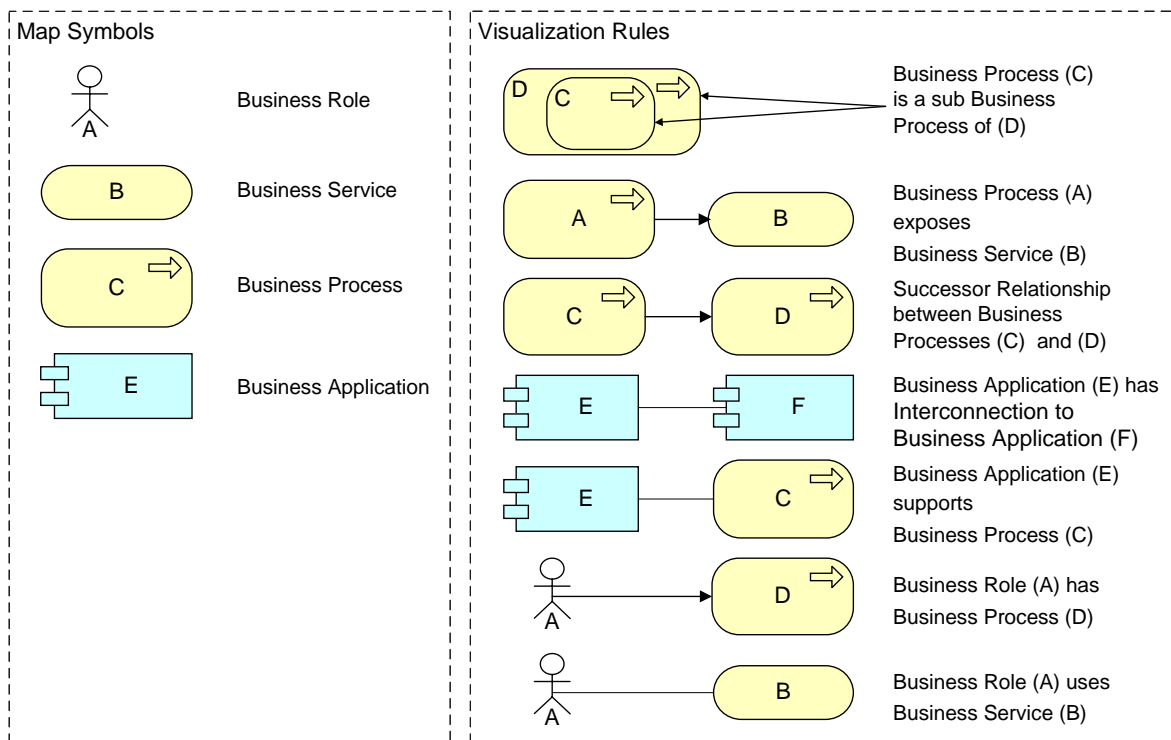 Map Symbols
A
Business Role
B
Business Service
C
Business Process
E
Business Application
Visualization Rules
D
C
Business Process (C)
is a sub Business
Process of (D)
A
B
Business Process (A)
exposes
Business Service (B)
C
D
Successor Relationship
between Business
Processes (C) and (D)
E
F
Business Application (E) has
Interconnection to
Business Application (F)
E
C
Business Application (E)
supports
Business Process (C)
A
D
Business Role (A) has
Business Process (D)
A
B
Business Role (A) uses
Business Service (B)